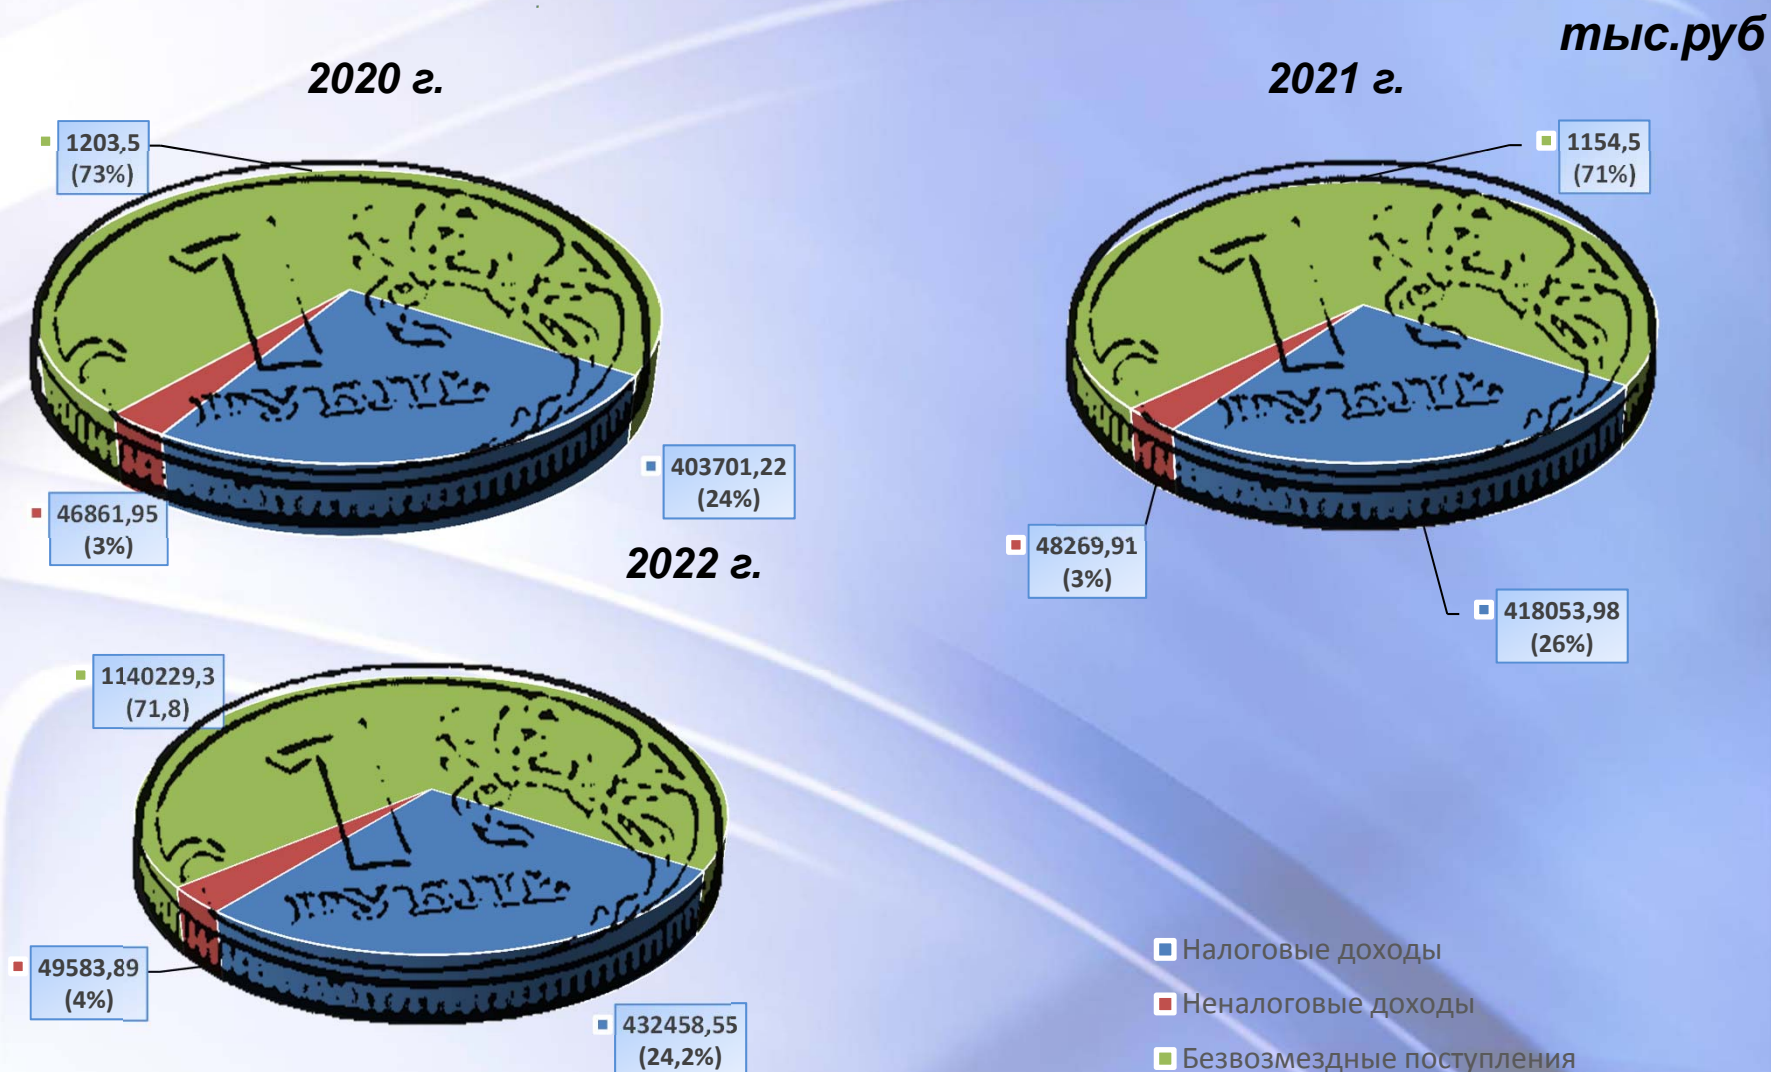 тыс.руб
2020 г.
2021 г.
1203,5
(73%)
1154,5
(71%)
403701,22
(24%)
46861,95
(3%)
48269,91
(3%)
418053,98
(26%)
2022 г.
1140229,3
(71,8)
49583,89
(4%)
432458,55
(24,2%)
Налоговые доходы
Неналоговые доходы
Безвозмездные поступления